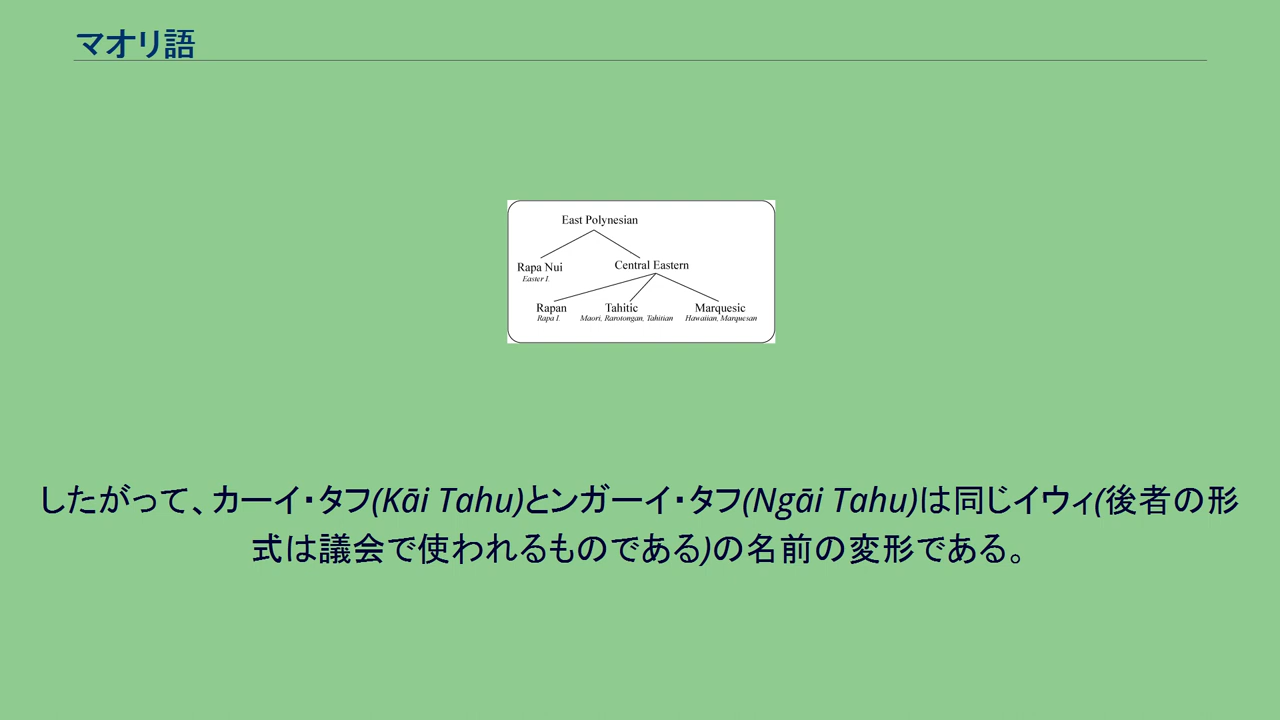 マオリ語
East Polynesian
Rapa Nui Central Eastern
Easter I.
Rapan Tahitic Marquesic
Rapa I. Maori, Rarotongan, Tahitian Hawaiian, Marquesan
したがって、カーイ・タフ(Kāi Tahu)とンガーイ・タフ(Ngāi Tahu)は同じイウィ(後者の形
式は議会で使われるものである)の名前の変形である。